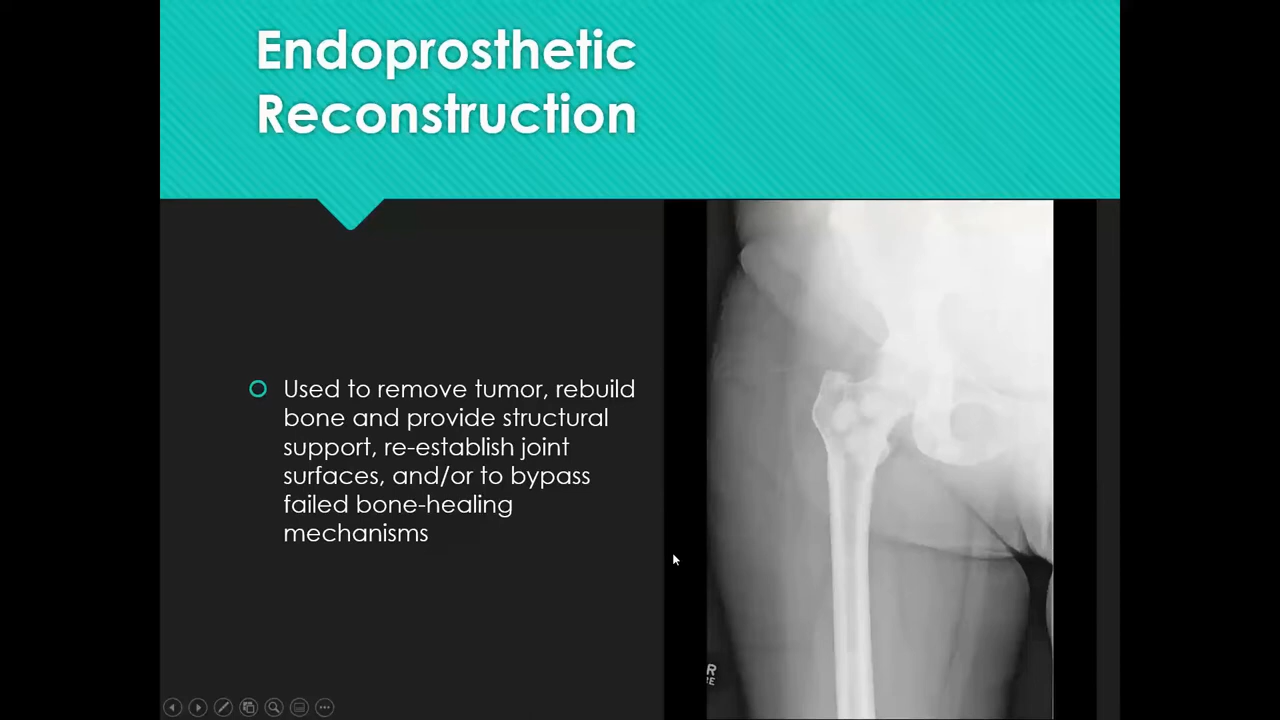 Endoprosthetic
Reconstruction
Used to remove tumor, rebuild
bone and provide structural
support, re-establish joint
surfaces, and/or to bypass
failed bone-healing
mechanisms
R